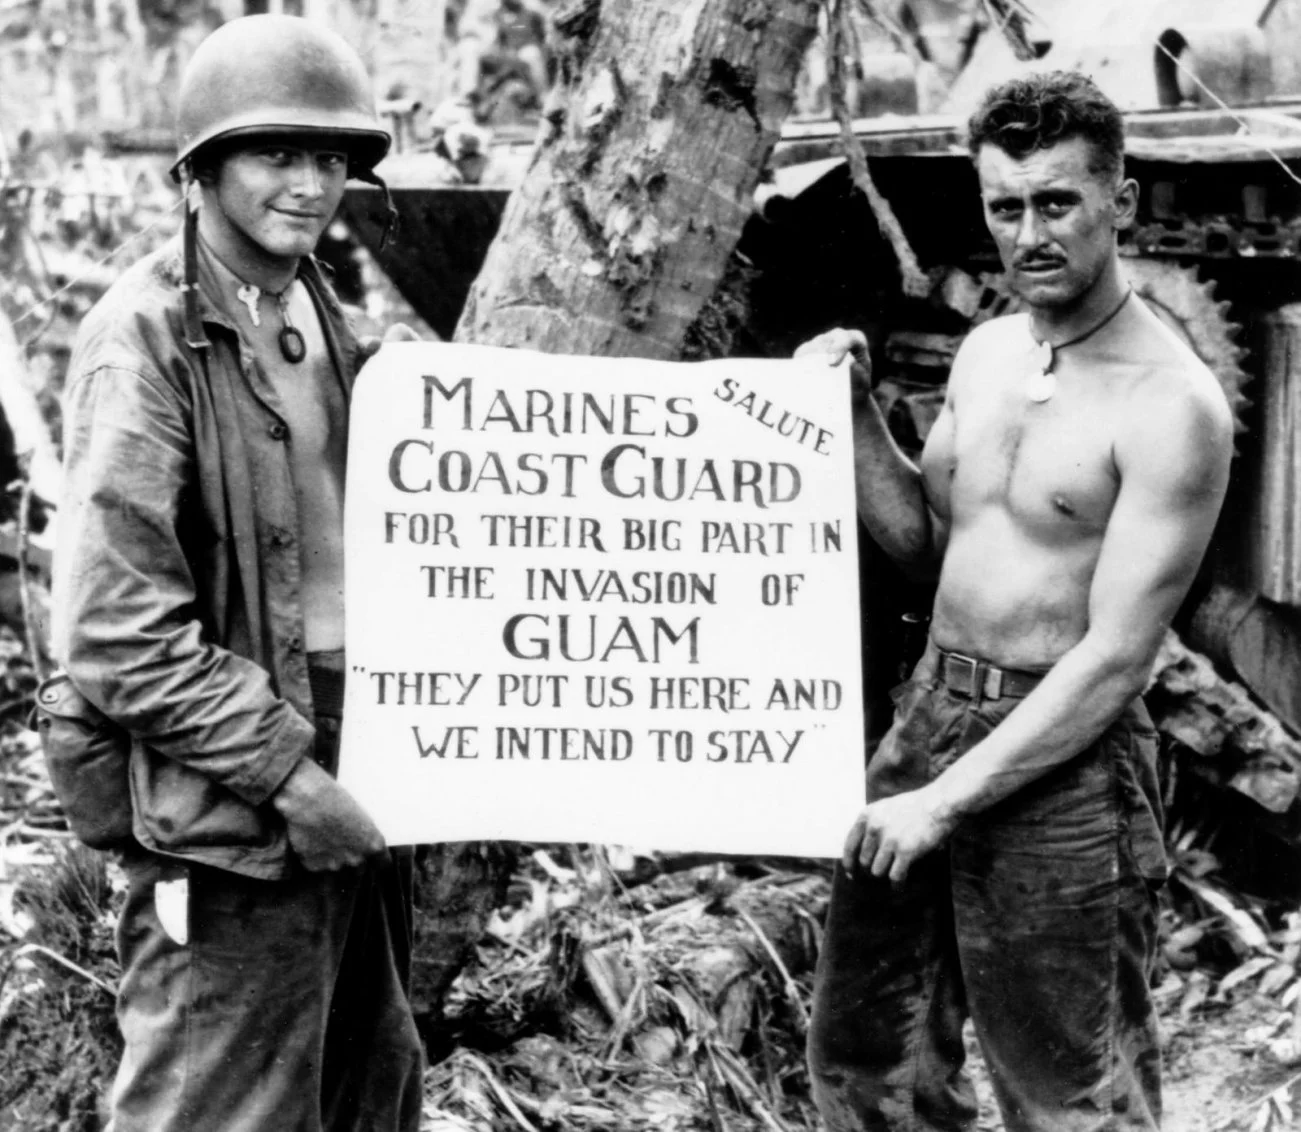 MARINES SALUTE
COAST GUARD
FOR THEIR BIG PART IN
THE INVASION OF
GUAM
"THEY PUT US HERE AND
WE INTEND TO STAY"